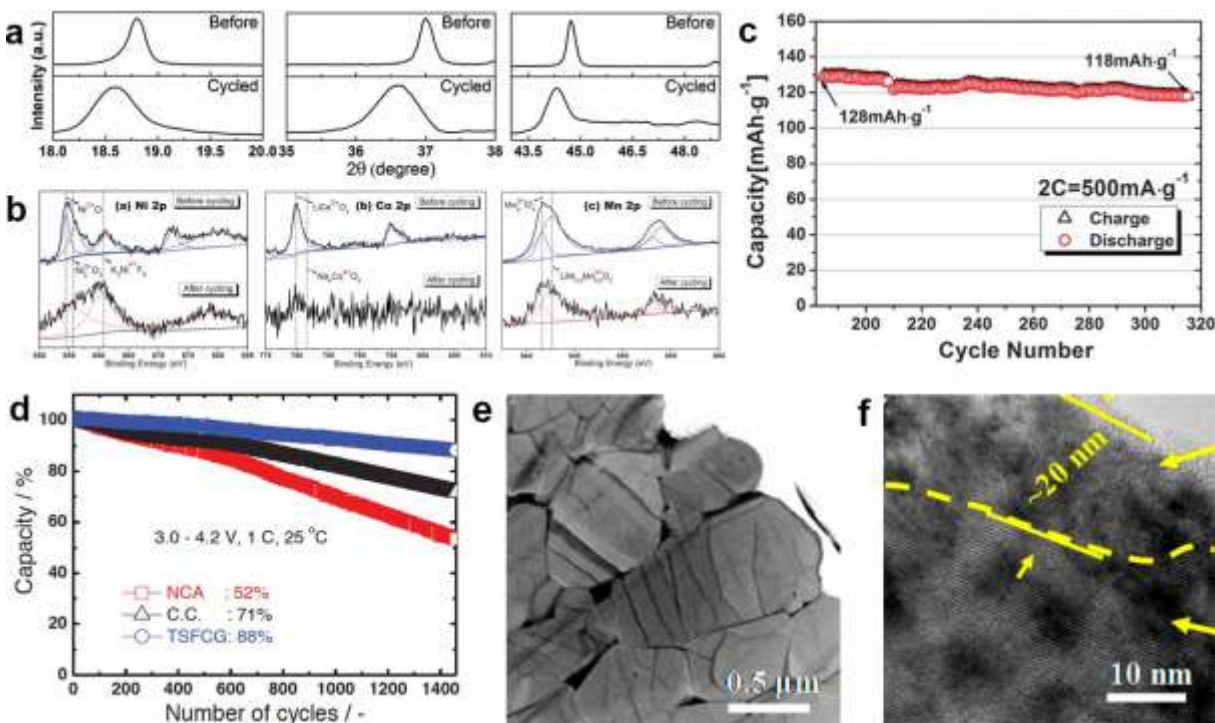 a
Intensity (a.u.)
Before
Cycled
18.0 18.5 19.0 19.5 20.0
Before
Cycled
35 36 37 38
Before
Cycled
43.5 45.0 46.5 48.0
2θ (degree)
b
(a) Ni 2p
Before cycling
After cycling
Binding Energy (eV)
(b) Co 2p
Before cycling
After cycling
Binding Energy (eV)
(c) Mn 2p
Before cycling
After cycling
Binding Energy (eV)
c
Capacity[mAh·g⁻¹]
160
140
120
100
80
60
40
20
0
118mAh·g⁻¹
128mAh·g⁻¹
2C=500mA·g⁻¹
Charge
Discharge
200 220 240 260 280 300 320
Cycle Number
d
Capacity / %
100
80
60
40
20
0
3.0 - 4.2 V, 1 C, 25 °C
NCA : 52%
C.C. : 71%
TSFCG: 88%
0 200 400 600 800 1000 1200 1400
Number of cycles / -
e
0.5 μm
f
~20 nm
10 nm